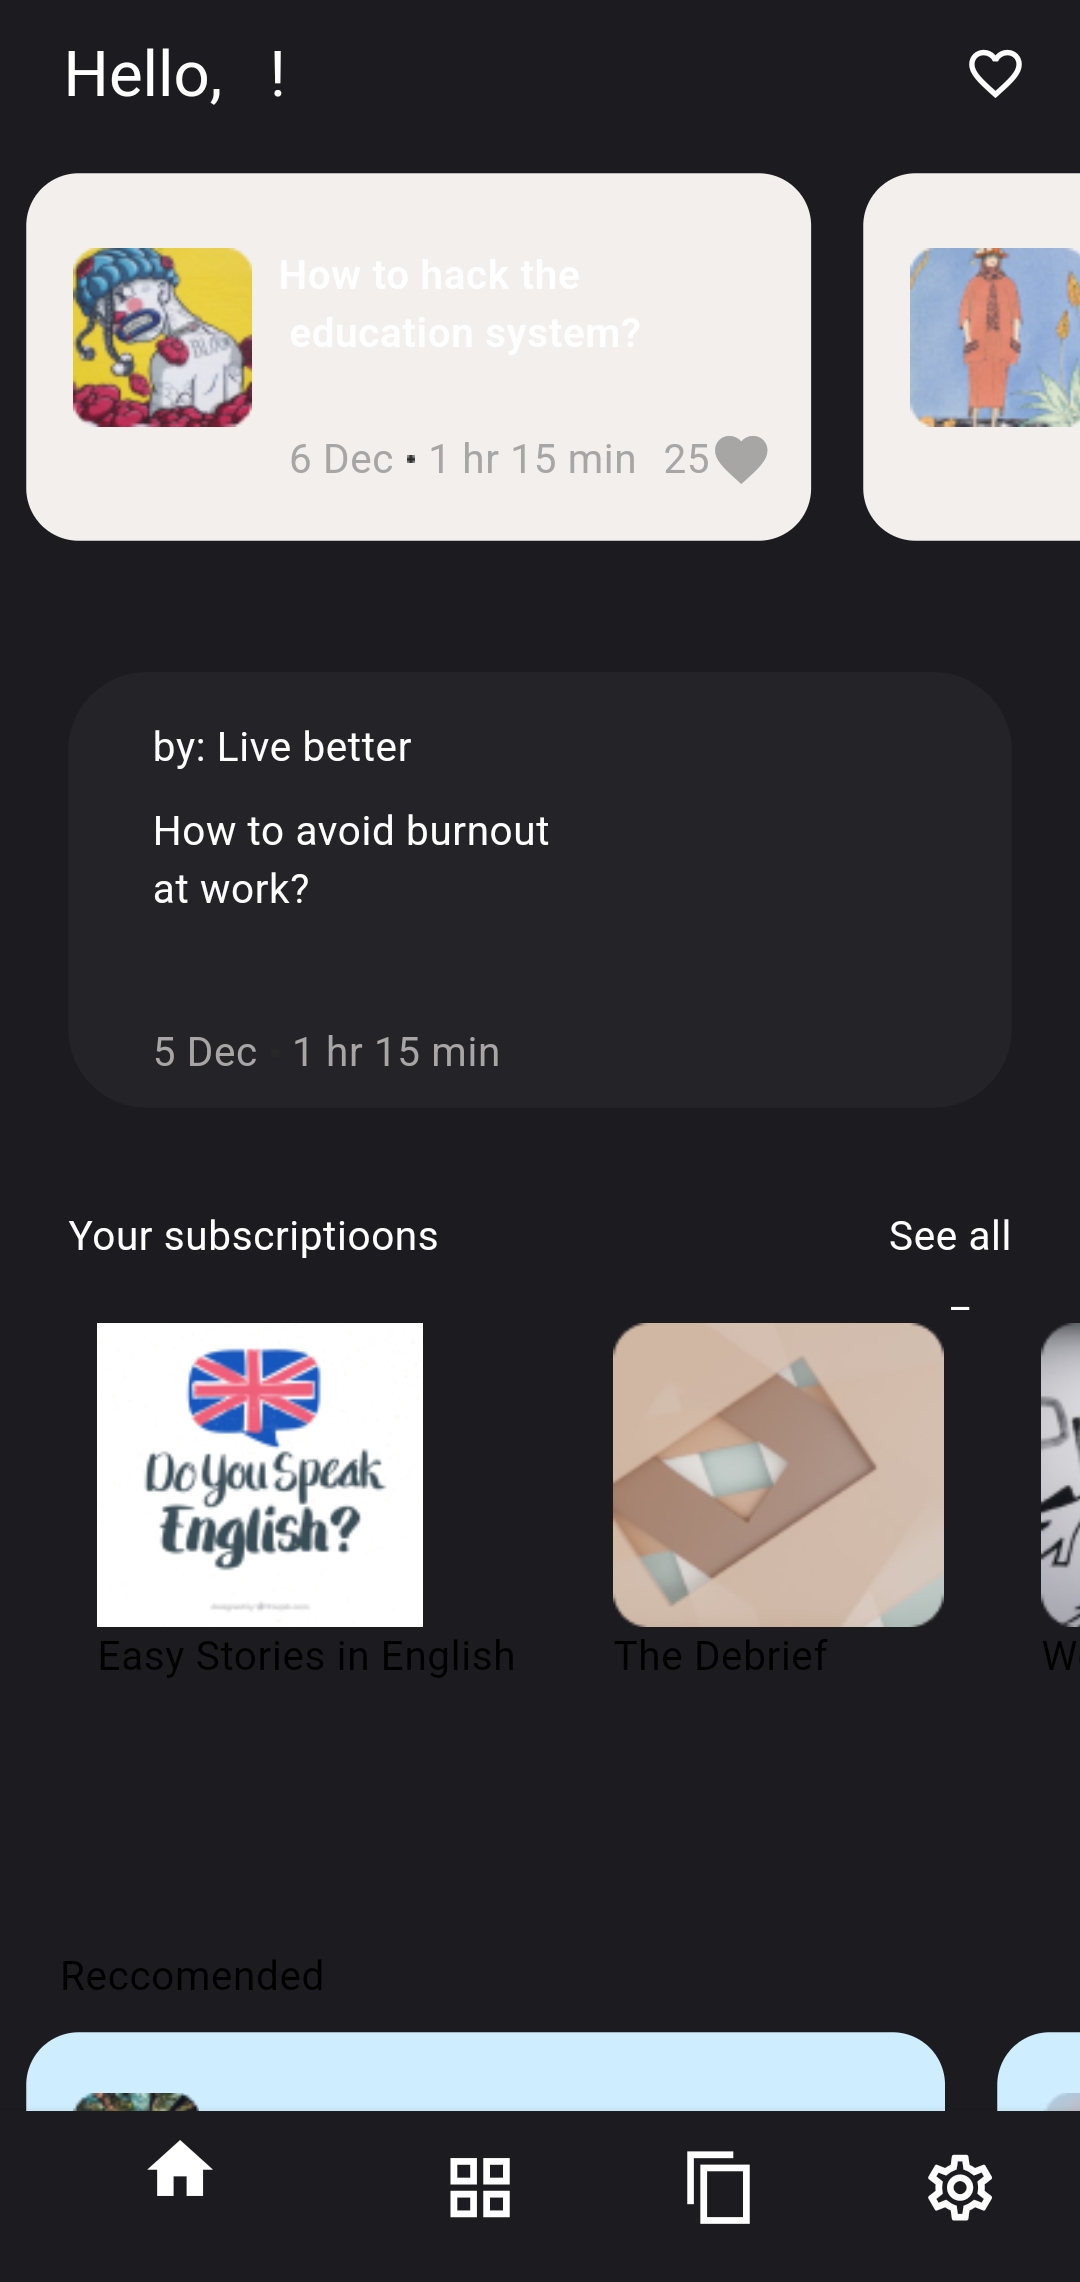 Hello, !
How to hack the
education system?
6 Dec · 1 hr 15 min 25
by: Live better
How to avoid burnout
at work?
5 Dec · 1 hr 15 min
Your subscriptioons See all
Do You Speak
English?
Easy Stories in English The Debrief W
Reccomended